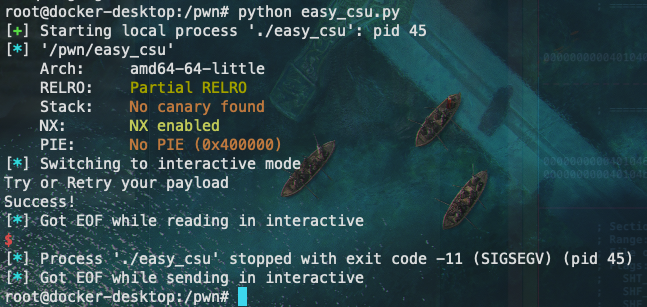 root@docker-desktop:/pwn# python easy_csu.py
[+] Starting local process './easy_csu': pid 45
[*] '/pwn/easy_csu'
    Arch:     amd64-64-little
    RELRO:    Partial RELRO
    Stack:    No canary found
    NX:       NX enabled
    PIE:      No PIE (0x400000)
[*] Switching to interactive mode
Try or Retry your payload
Success!
[*] Got EOF while reading in interactive
$
[*] Process './easy_csu' stopped with exit code -11 (SIGSEGV) (pid 45)
[*] Got EOF while sending in interactive
root@docker-desktop:/pwn#